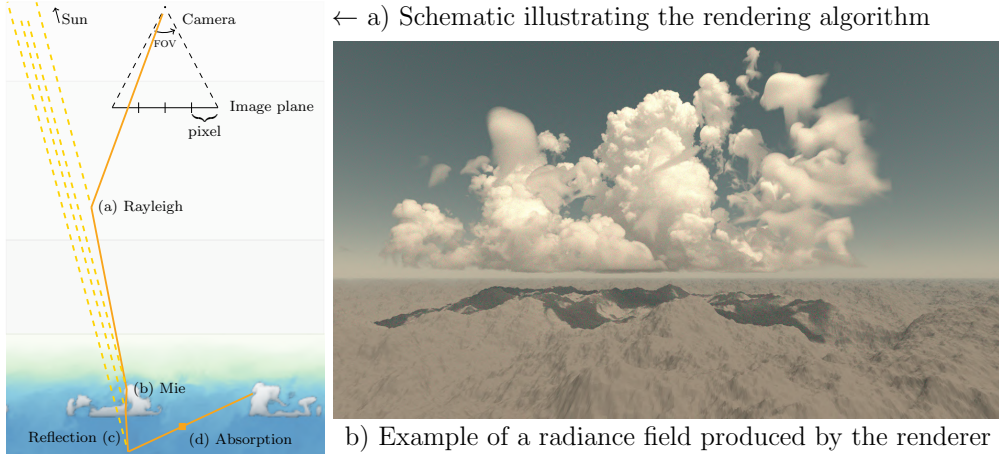 ← a) Schematic illustrating the rendering algorithm
Sun
Camera
FOV
Image plane
pixel
(a) Rayleigh
(b) Mie
Reflection (c)
(d) Absorption
b) Example of a radiance field produced by the renderer